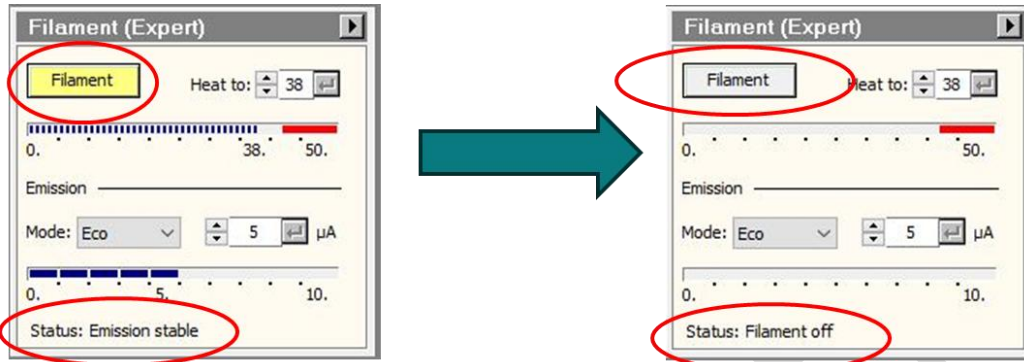 Filament (Expert)
Filament
Heat to: 38
0. 38. 50.
Emission
Mode: Eco 5 µA
0. 5. 10.
Status: Emission stable
Filament (Expert)
Filament
Heat to: 38
0. 50.
Emission
Mode: Eco 5 µA
0. 10.
Status: Filament off